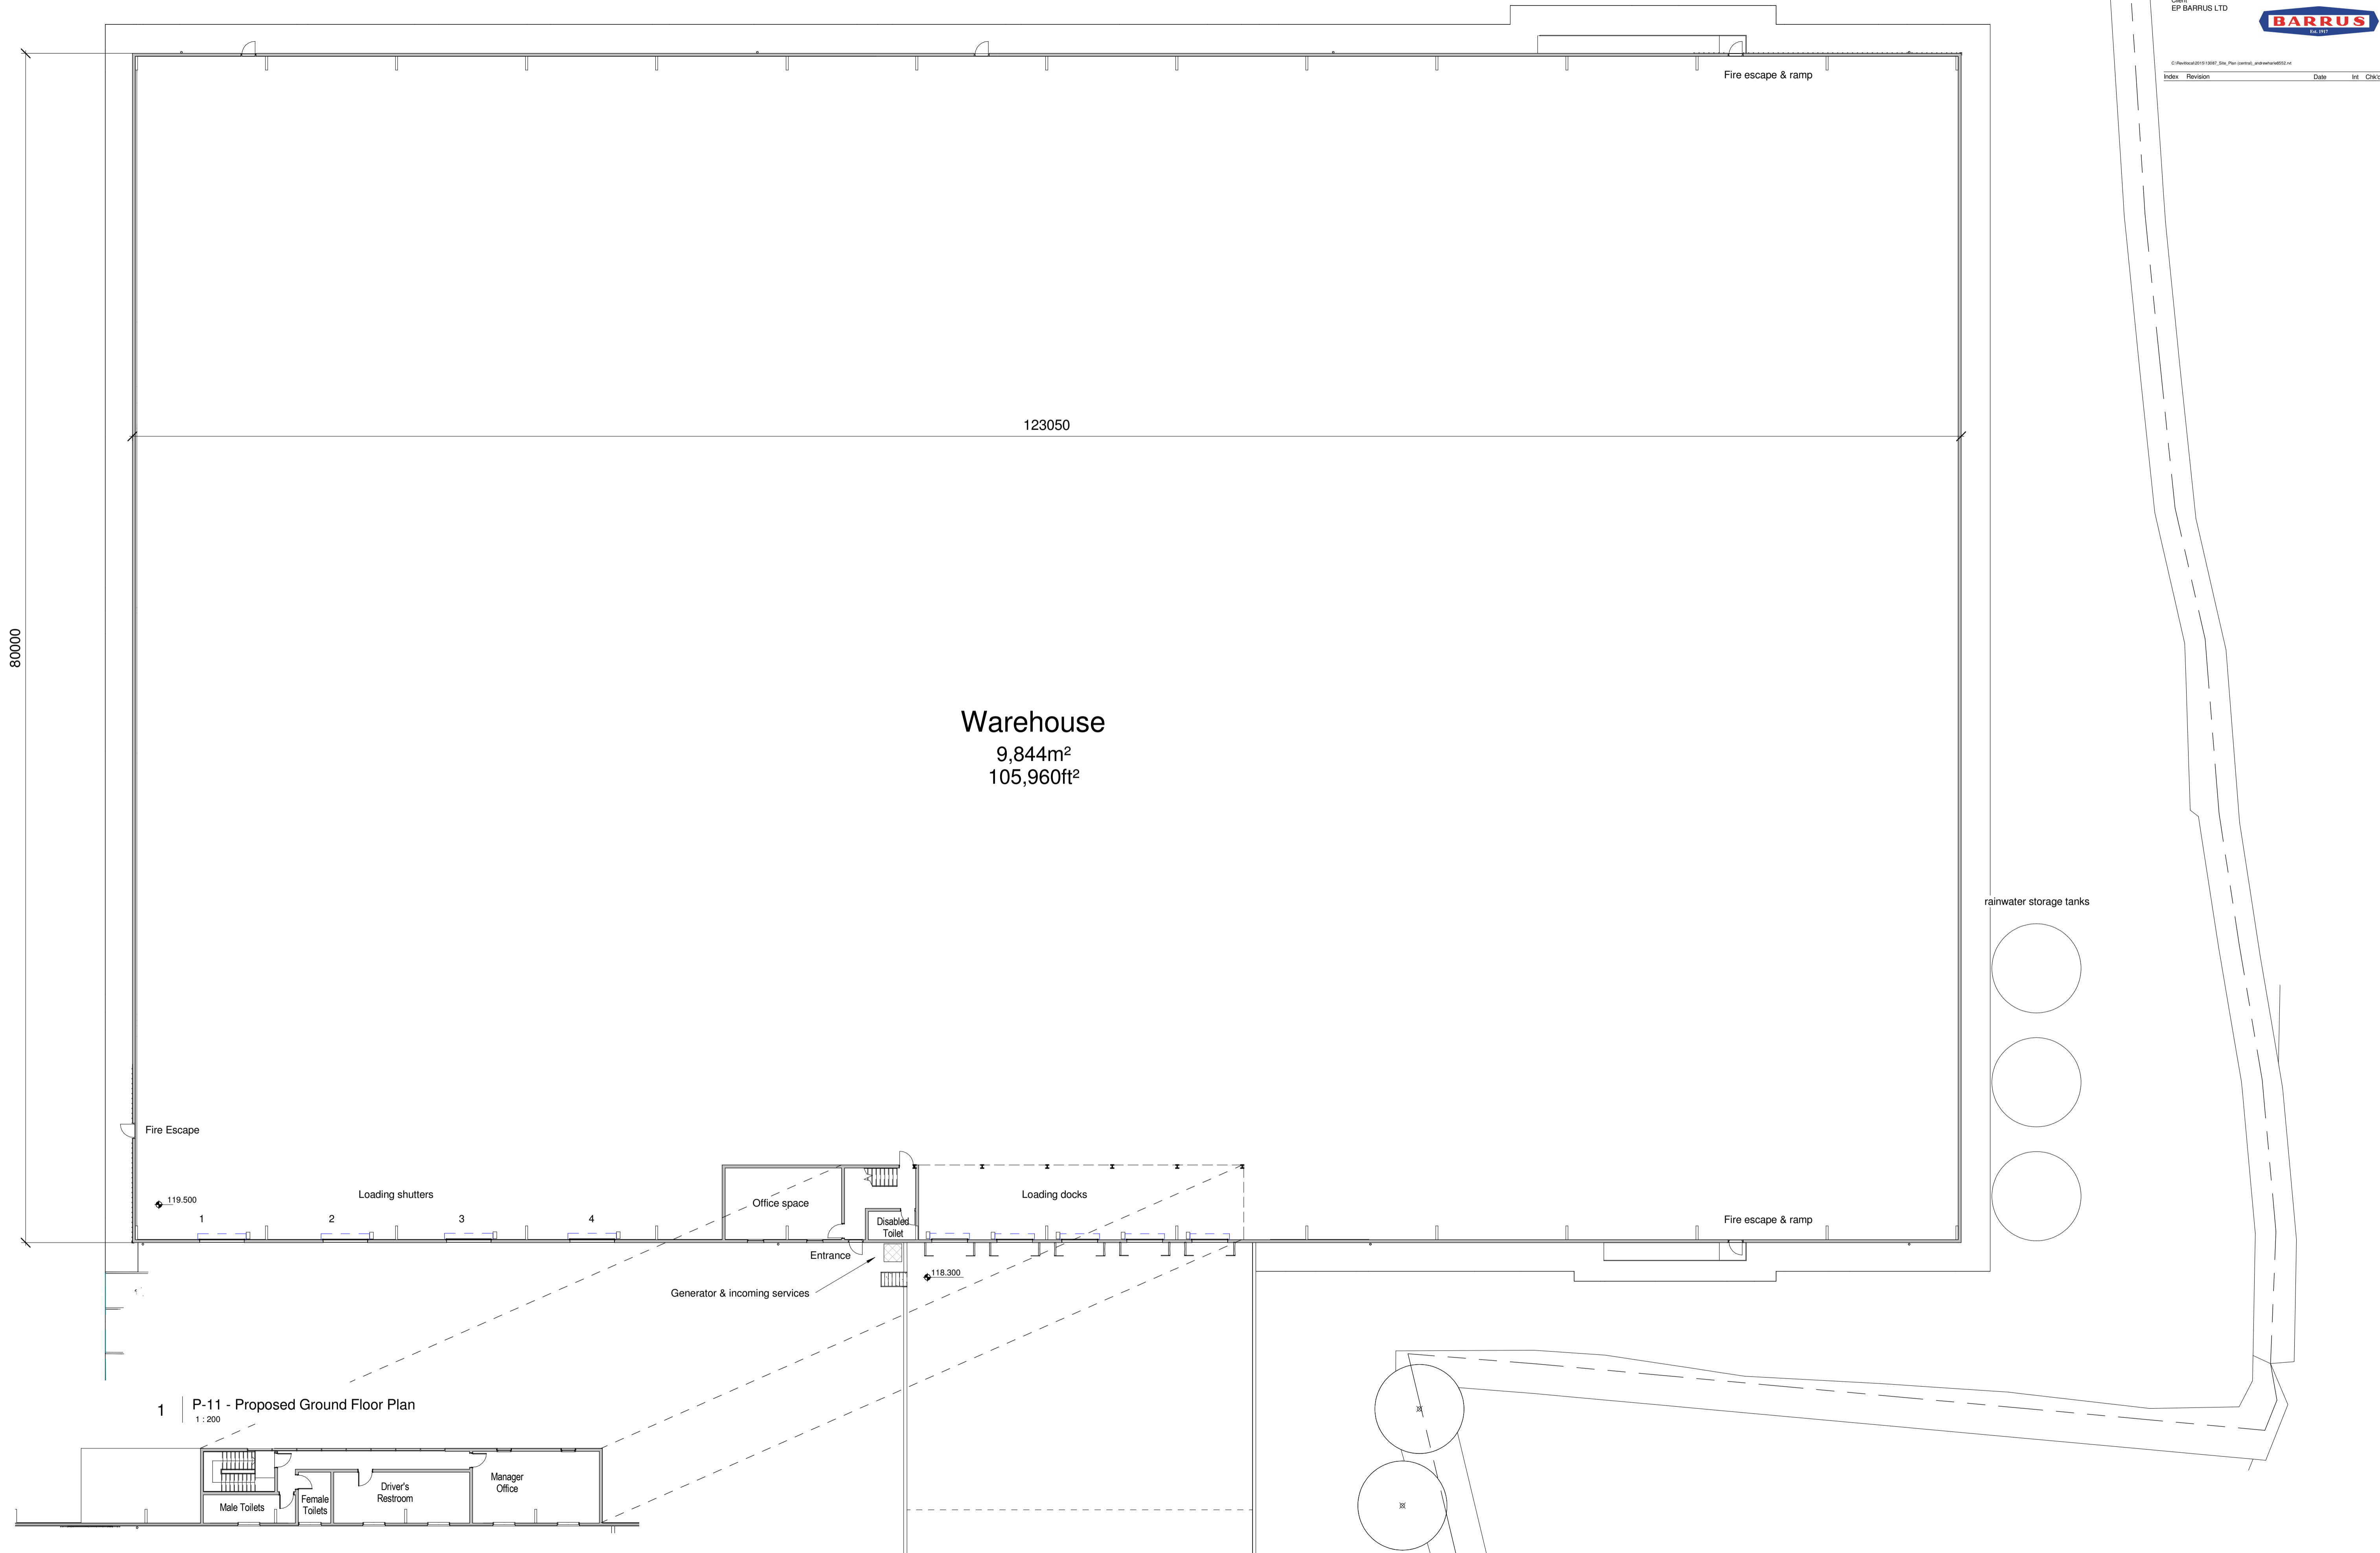 Client
EP BARRUS LTD
BARRUS
Est. 1917
Index Revision Date Int Chk'd
Fire escape & ramp
123050
80000
Warehouse
9,844m²
105,960ft²
rainwater storage tanks
Fire Escape
119.500
Loading shutters
1 2 3 4
Office space
Disabled
Toilet
Loading docks
Fire escape & ramp
Entrance
118.300
Generator & incoming services
1 P-11 - Proposed Ground Floor Plan
1 : 200
Male Toilets
Female
Toilets
Driver's
Restroom
Manager
Office